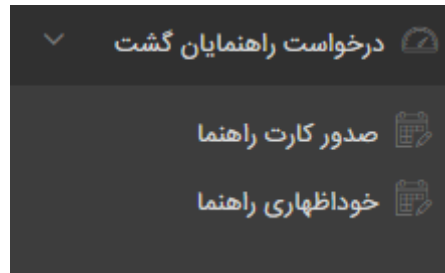 درخواست راهنمایان گشت
صدور کارت راهنما
خوداظهاری راهنما